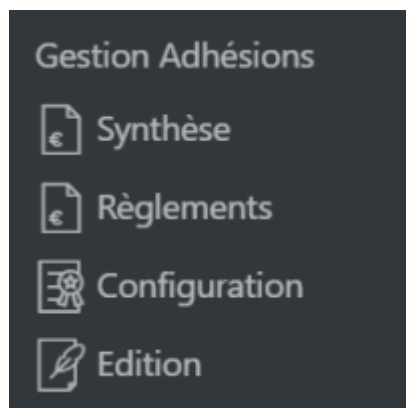 Gestion Adhésions
Synthèse
Règlements
Configuration
Edition